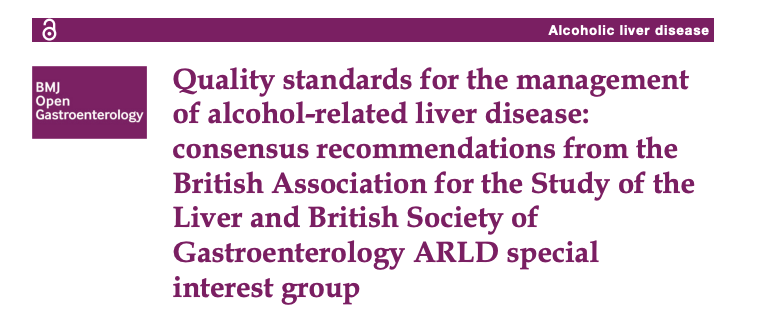 Alcoholic liver disease
BMJ
Open
Gastroenterology
Quality standards for the management
of alcohol-related liver disease:
consensus recommendations from the
British Association for the Study of the
Liver and British Society of
Gastroenterology ARLD special
interest group